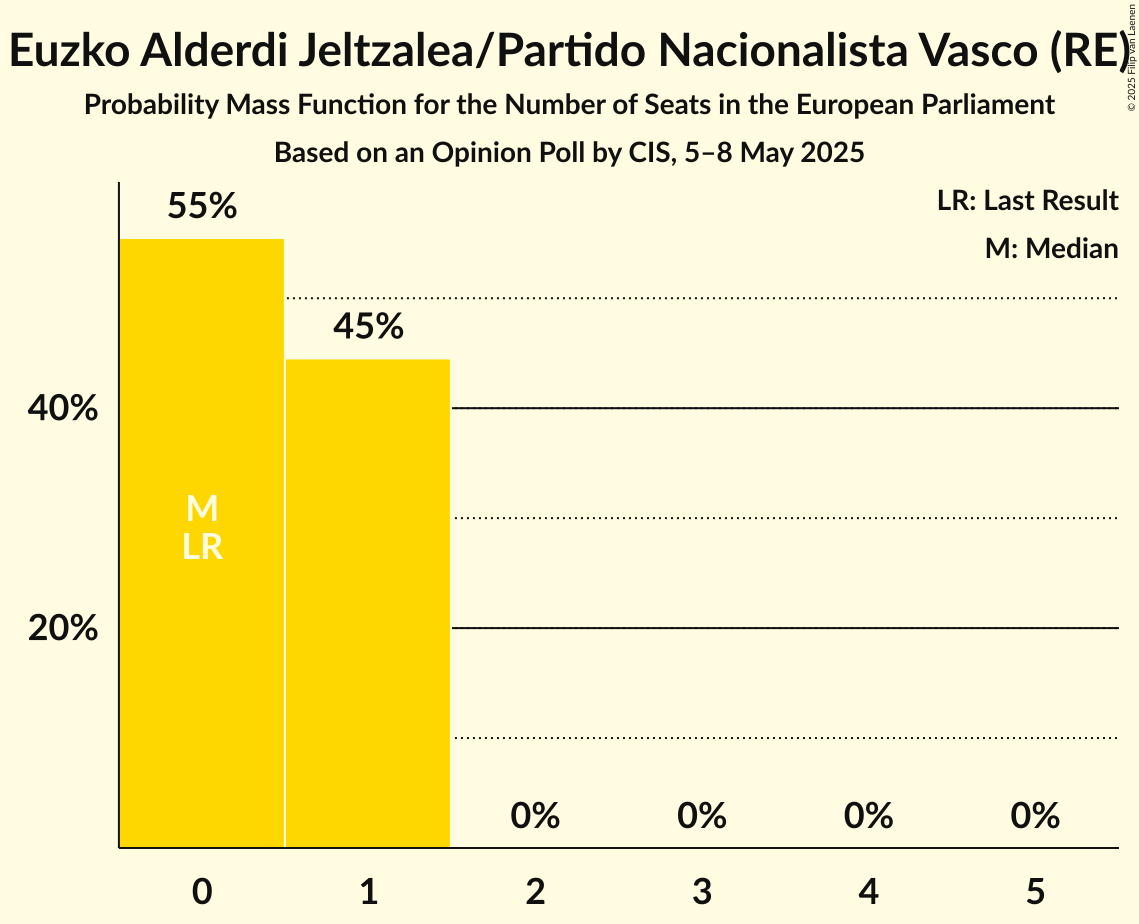 Euzko Alderdi Jeltzalea/Partido Nacionalista Vasco (RE)
© 2025 Filip van Laenen
Probability Mass Function for the Number of Seats in the European Parliament
Based on an Opinion Poll by CIS, 5–8 May 2025
LR: Last Result
M: Median
55%
45%
40%
20%
M
LR
0%
0%
0%
0%
0
1
2
3
4
5